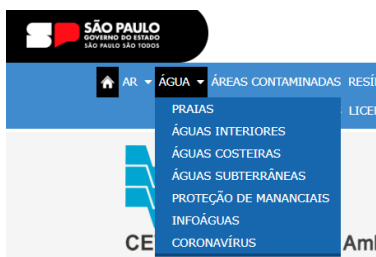 SÃO PAULO
GOVERNO DO ESTADO
SÃO PAULO SÃO TODOS
AR ÁGUA ÁREAS CONTAMINADAS
PRAIAS
ÁGUAS INTERIORES
ÁGUAS COSTEIRAS
ÁGUAS SUBTERRÂNEAS
PROTEÇÃO DE MANANCIAIS
INFOÁGUAS
CORONAVÍRUS